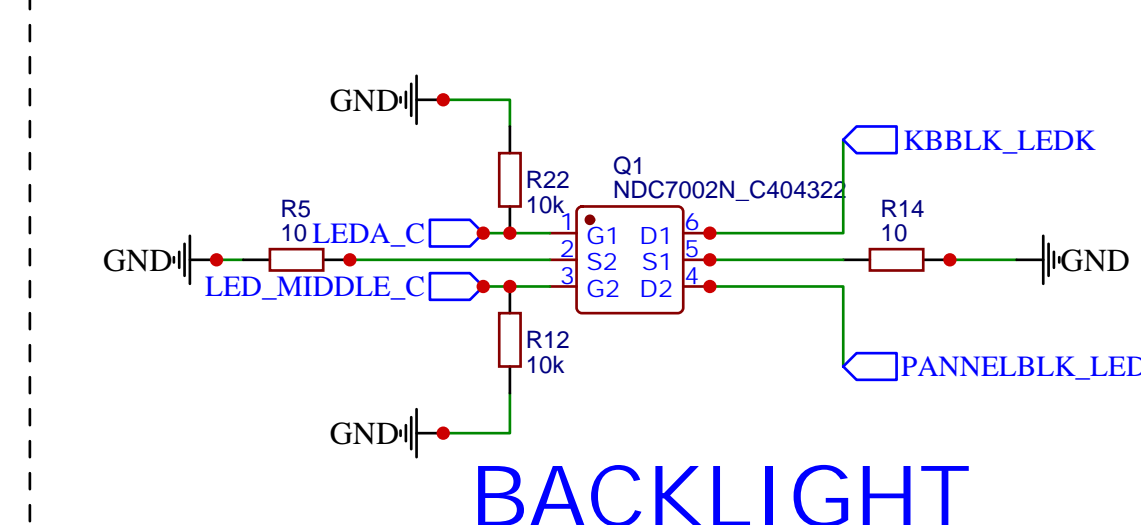 GND
KBBLK_LEDK
Q1
NDC7002N_C404322
R22
10k
R5
10
LEDA_C
1
G1
D1
6
R14
10
GND
2
S2
S1
5
GND
LED_MIDDLE_C
3
G2
D2
4
R12
10k
PANNELBLK_LED
GND
BACKLIGHT